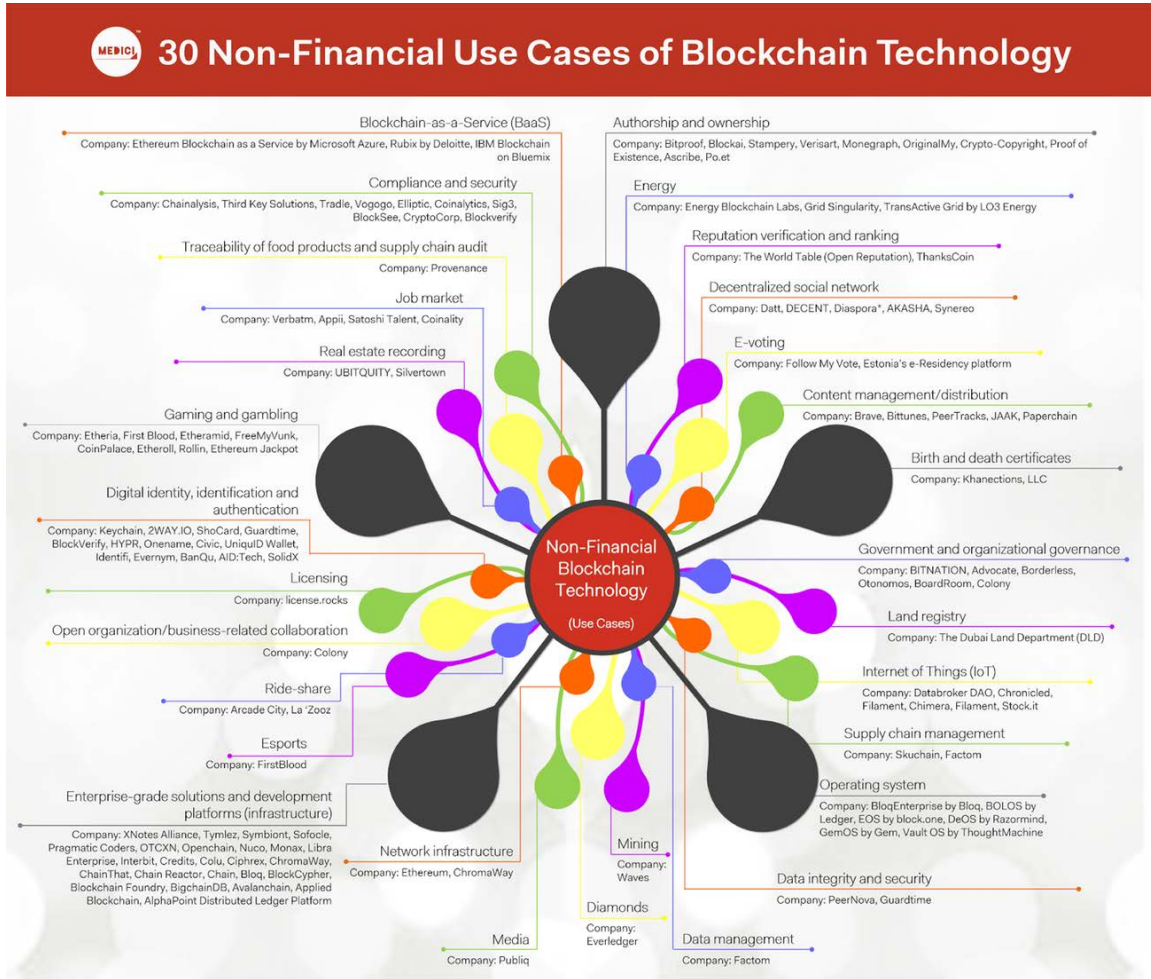 MEDICI
™
30 Non-Financial Use Cases of Blockchain Technology
Blockchain-as-a-Service (BaaS)
Company: Ethereum Blockchain as a Service by Microsoft Azure, Rubix by Deloitte, IBM Blockchain
on Bluemix
Compliance and security
Company: Chainalysis, Third Key Solutions, Tradle, Vogogo, Elliptic, Coinalytics, Sig3,
BlockSee, CryptoCorp, Blockverify
Traceability of food products and supply chain audit
Company: Provenance
Job market
Company: Verbatm, Appii, Satoshi Talent, Coinality
Real estate recording
Company: UBITQUITY, Silvertown
Gaming and gambling
Company: Etheria, First Blood, Etheramid, FreeMyVunk,
CoinPalace, Etheroll, Rollin, Ethereum Jackpot
Digital identity, identification and
authentication
Company: Keychain, 2WAY.IO, ShoCard, Guardtime,
BlockVerify, HYPR, Onename, Civic, UniquID Wallet,
Identifi, Evernym, BanQu, AID:Tech, SolidX
Licensing
Company: license.rocks
Open organization/business-related collaboration
Company: Colony
Ride-share
Company: Arcade City, La 'Zooz
Esports
Company: FirstBlood
Enterprise-grade solutions and development
platforms (infrastructure)
Company: XNotes Alliance, Tymlez, Symbiont, Sofocle,
Pragmatic Coders, OTCXN, Openchain, Nuco, Monax, Libra
Enterprise, Interbit, Credits, Colu, Ciphrex, ChromaWay,
ChainThat, Chain Reactor, Chain, Bloq, BlockCypher,
Blockchain Foundry, BigchainDB, Avalanchain, Applied
Blockchain, AlphaPoint Distributed Ledger Platform
Network infrastructure
Company: Ethereum, ChromaWay
Media
Company: Publiq
Non-Financial
Blockchain
Technology
(Use Cases)
Authorship and ownership
Company: Bitproof, Blockai, Stampery, Verisart, Monegraph, OriginalMy, Crypto-Copyright, Proof of
Existence, Ascribe, Po.et
Energy
Company: Energy Blockchain Labs, Grid Singularity, TransActive Grid by LO3 Energy
Reputation verification and ranking
Company: The World Table (Open Reputation), ThanksCoin
Decentralized social network
Company: Datt, DECENT, Diaspora*, AKASHA, Synereo
E-voting
Company: Follow My Vote, Estonia's e-Residency platform
Content management/distribution
Company: Brave, Bittunes, PeerTracks, JAAK, Paperchain
Birth and death certificates
Company: Khanections, LLC
Government and organizational governance
Company: BITNATION, Advocate, Borderless,
Otonomos, BoardRoom, Colony
Land registry
Company: The Dubai Land Department (DLD)
Internet of Things (IoT)
Company: Databroker DAO, Chronicled,
Filament, Chimera, Filament, Stock.it
Supply chain management
Company: Skuchain, Factom
Operating system
Company: BloqEnterprise by Bloq, BOLOS by
Ledger, EOS by block.one, DeOS by Razormind,
GemOS by Gem, Vault OS by ThoughtMachine
Mining
Company:
Waves
Data integrity and security
Company: PeerNova, Guardtime
Diamonds
Company:
Everledger
Data management
Company: Factom